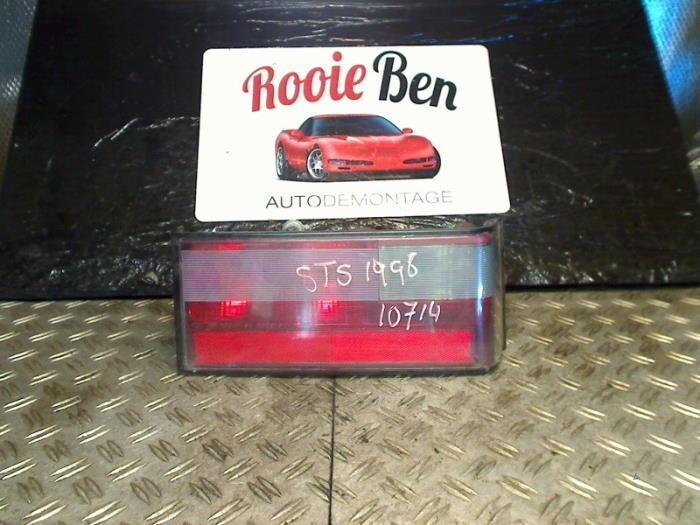 Rooie Ben
AUTODEMONTAGE
STS 1998
10714